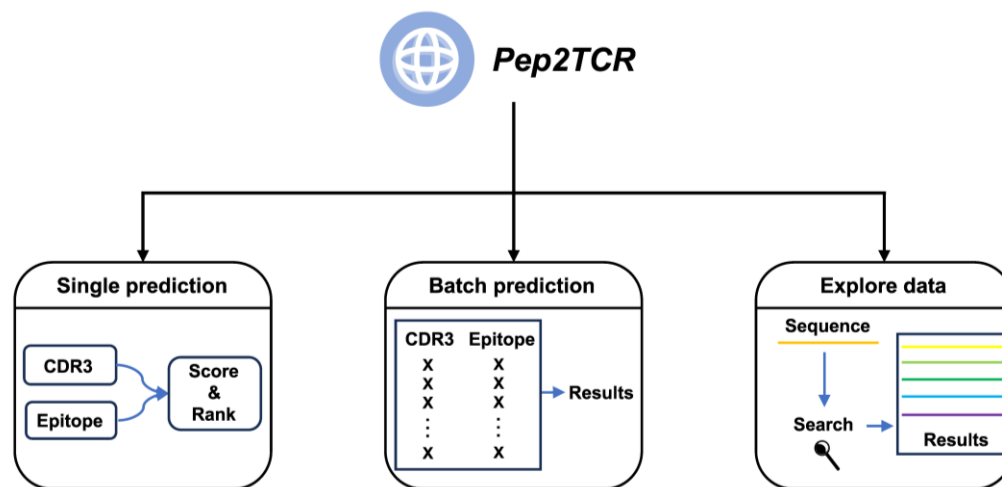 Pep2TCR
Single prediction
CDR3
Epitope
Score
&
Rank
Batch prediction
CDR3 Epitope
X X
X X
X X
⋮ ⋮
X X
Results
Explore data
Sequence
Search
Results